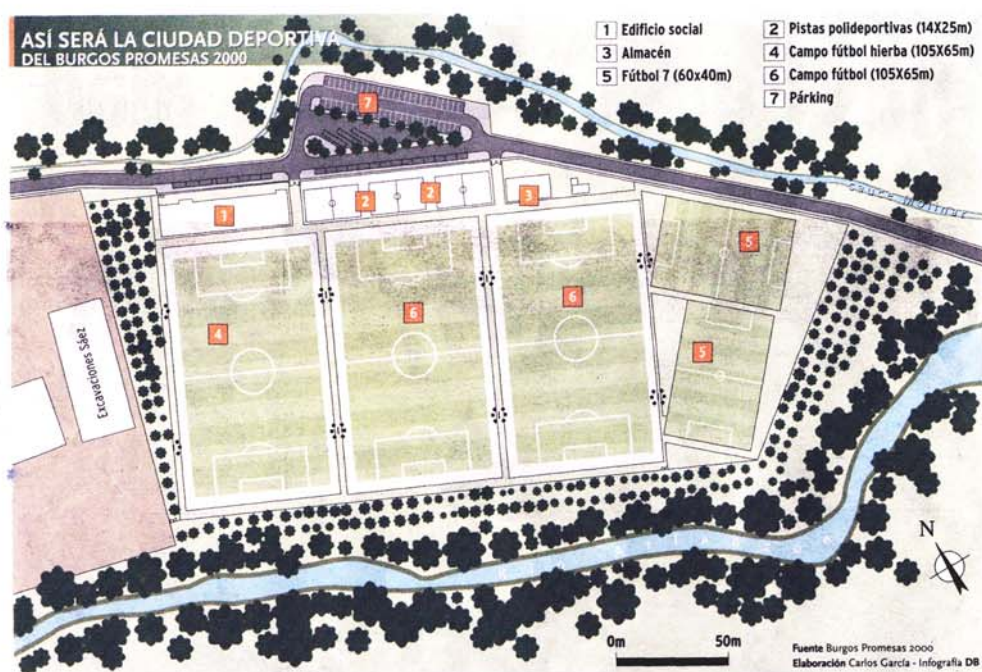 ASÍ SERÁ LA CIUDAD DEPORTIVA
DEL BURGOS PROMESAS 2000
1 Edificio social
2 Pistas polideportivas (14X25m)
3 Almacén
4 Campo fútbol hierba (105X65m)
5 Fútbol 7 (60x40m)
6 Campo fútbol (105X65m)
7 Párking
7
1
2
2
3
5
4
6
6
5
Excavaciones Sáez
N
0m
50m
Fuente Burgos Promesas 2000
Elaboración Carlos García - Infografía DB